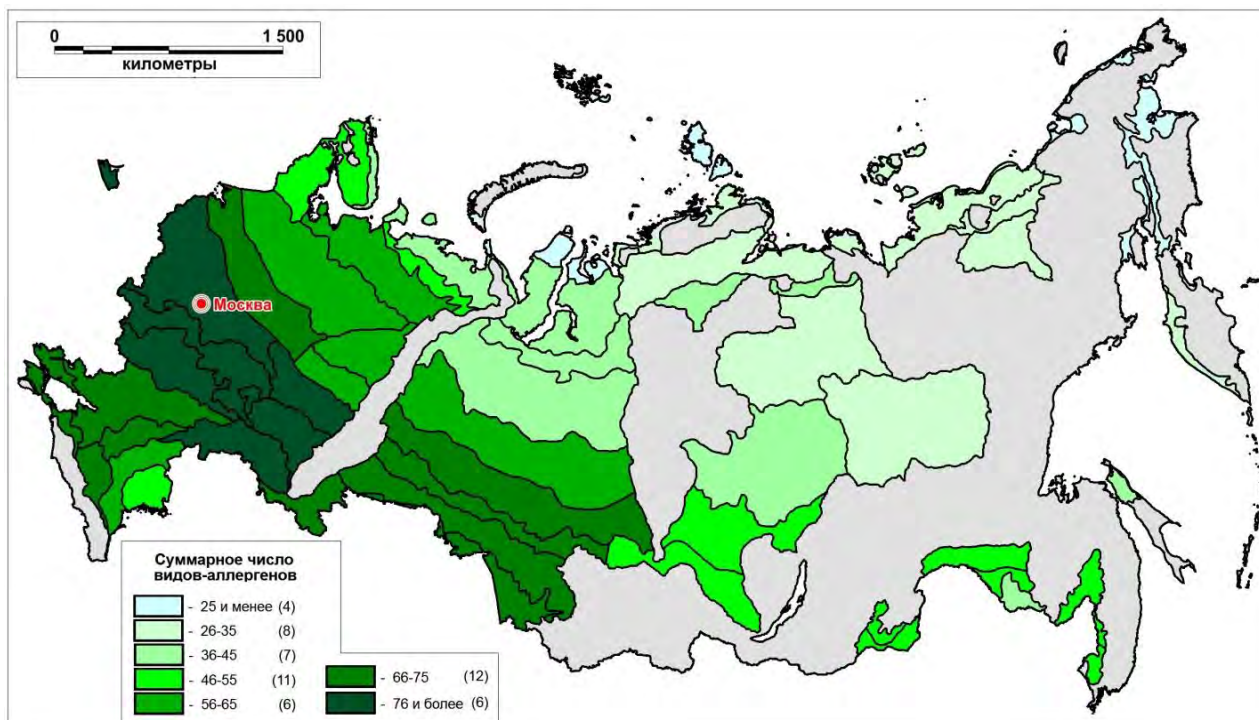 0 1 500
километры
Москва
Суммарное число
видов-аллергенов
- 25 и менее (4)
- 26-35 (8)
- 36-45 (7)
- 46-55 (11)
- 56-65 (6)
- 66-75 (12)
- 76 и более (6)